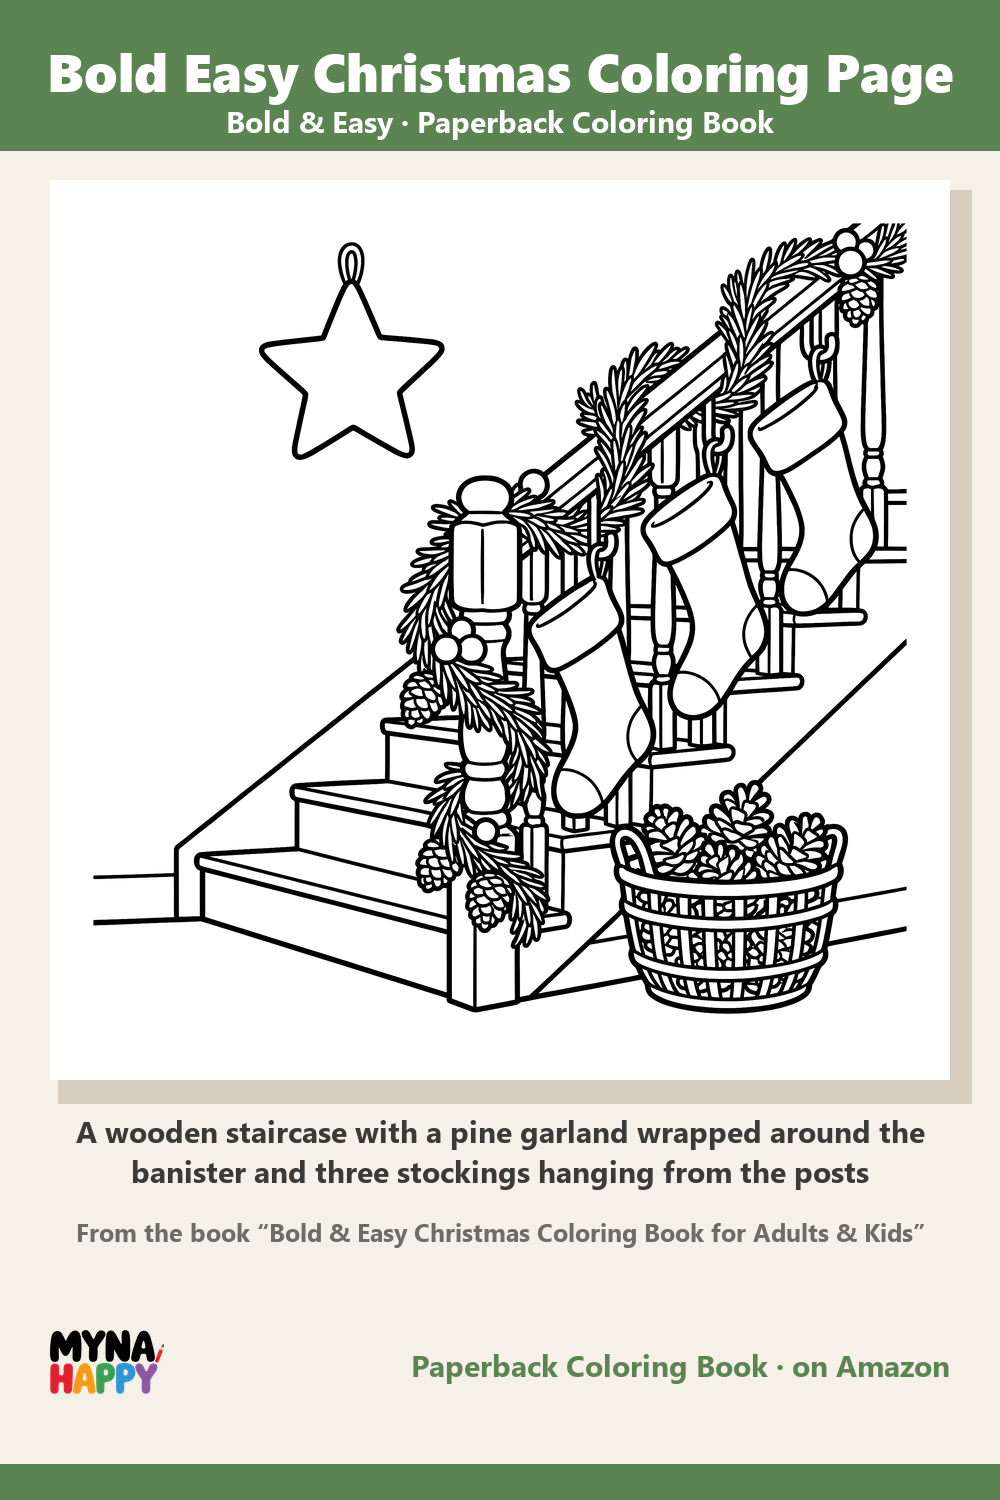 Bold Easy Christmas Coloring Page
Bold & Easy · Paperback Coloring Book
A wooden staircase with a pine garland wrapped around the
banister and three stockings hanging from the posts
From the book “Bold & Easy Christmas Coloring Book for Adults & Kids”
MYNA
HAPPY
Paperback Coloring Book · on Amazon